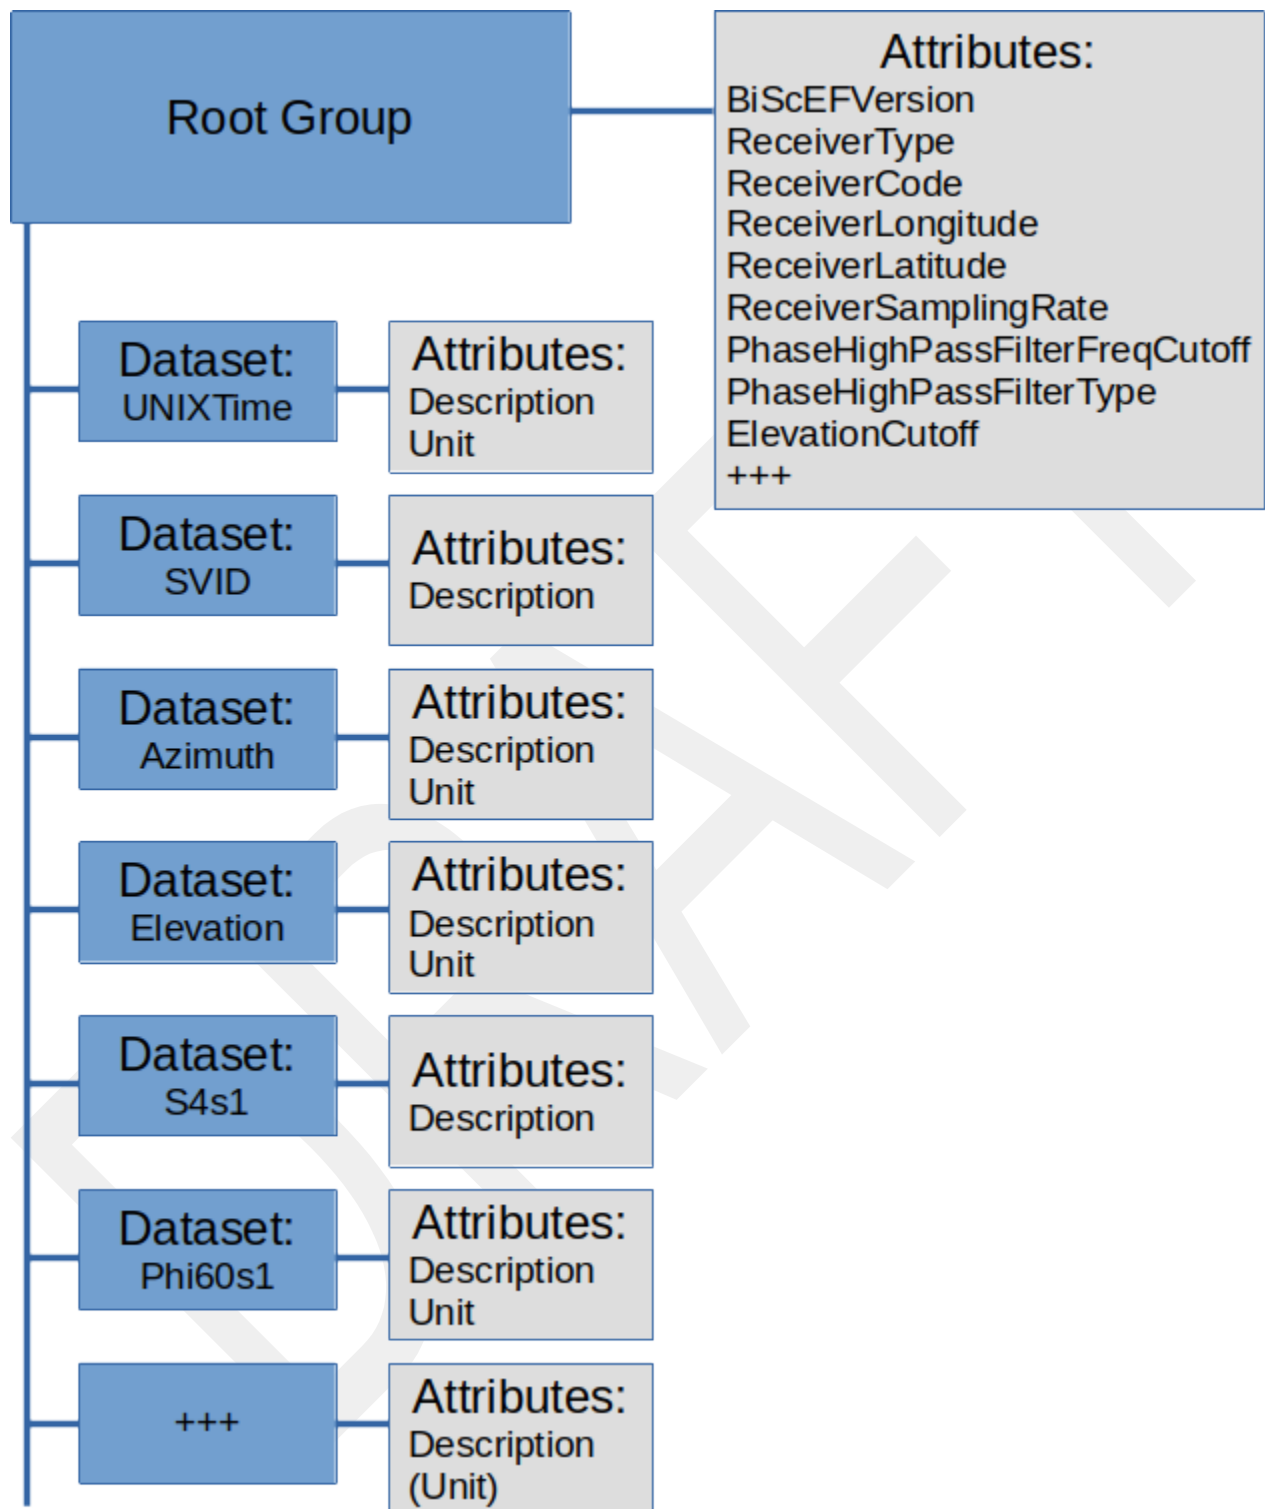 Root Group
Attributes:
BiScEFVersion
ReceiverType
ReceiverCode
ReceiverLongitude
ReceiverLatitude
ReceiverSamplingRate
PhaseHighPassFilterFreqCutoff
PhaseHighPassFilterType
ElevationCutoff
+++
Dataset:
UNIXTime
Attributes:
Description
Unit
Dataset:
SVID
Attributes:
Description
Dataset:
Azimuth
Attributes:
Description
Unit
Dataset:
Elevation
Attributes:
Description
Unit
Dataset:
S4s1
Attributes:
Description
Dataset:
Phi60s1
Attributes:
Description
Unit
+++
Attributes:
Description
(Unit)
DRAFT